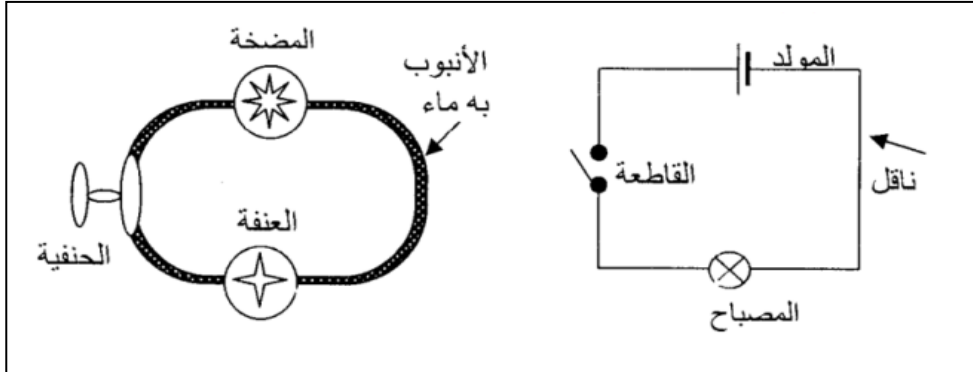 المضخة
الأنبوب
به ماء
العنفة
الحنفية
المولد
القاطعة
ناقل
المصباح